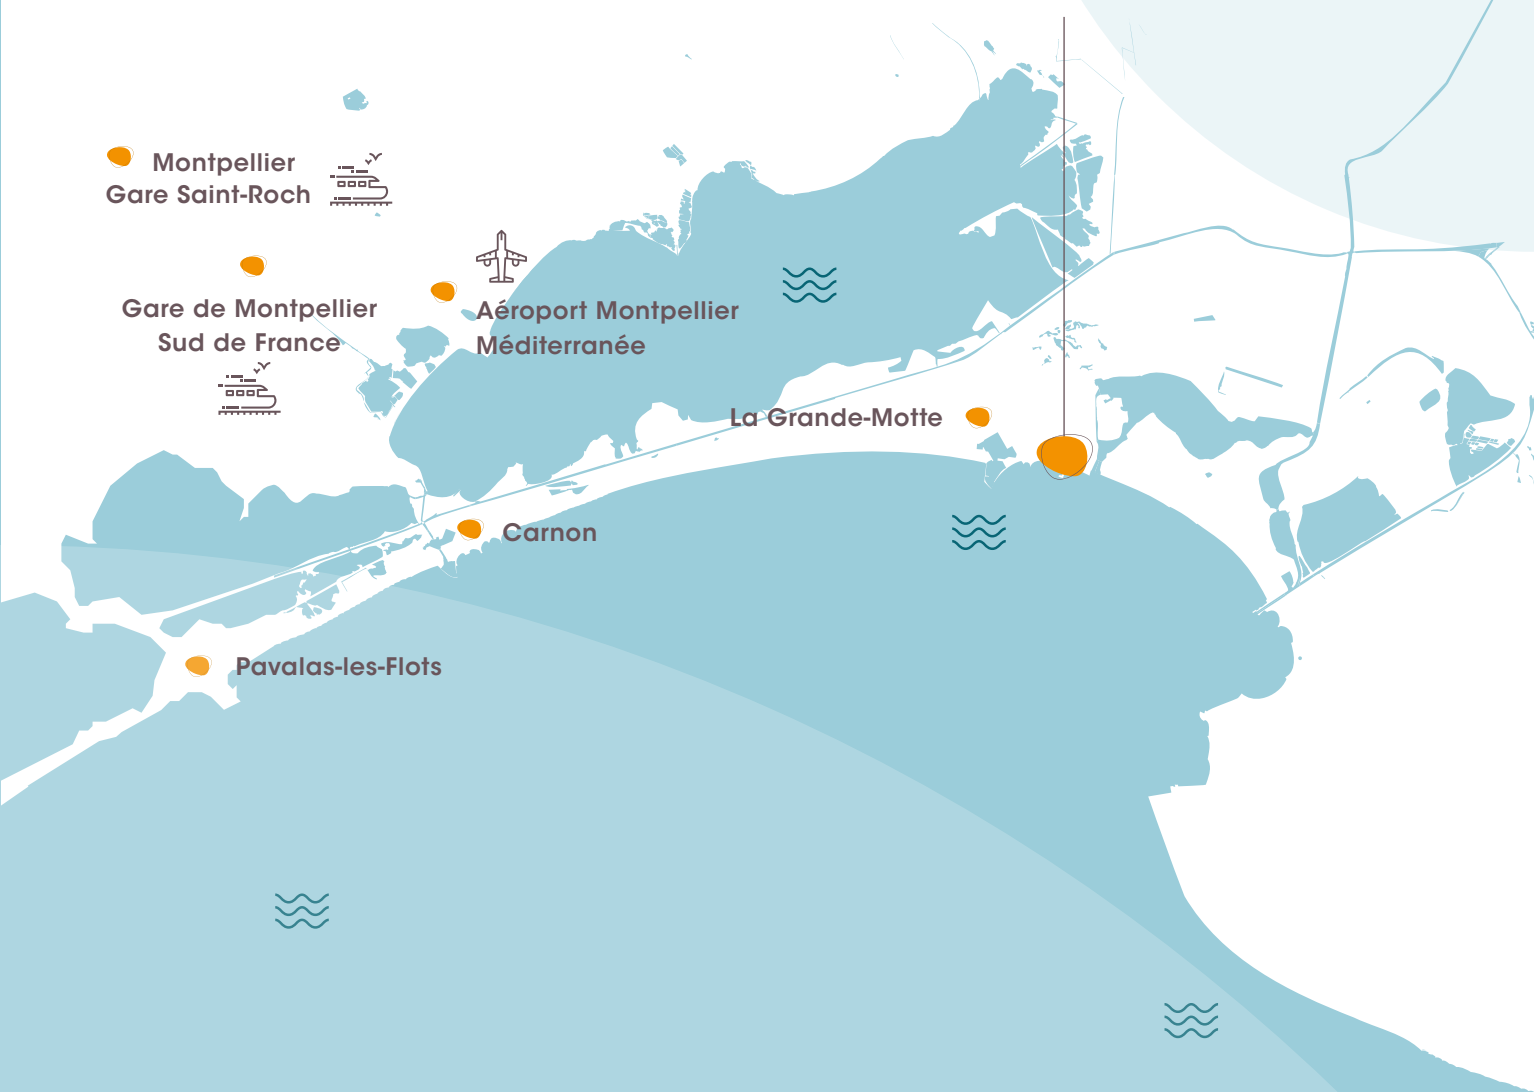 Montpellier
Gare Saint-Roch
Gare de Montpellier
Sud de France
Aéroport Montpellier
Méditerranée
La Grande-Motte
Carnon
Pavalas-les-Flots